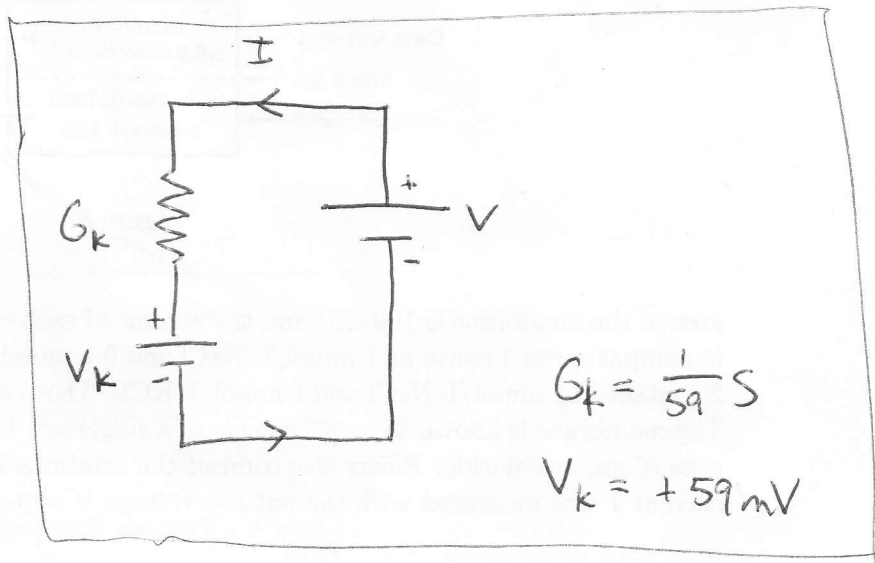 I
G_K
+
V_K
+
V
-
G_K = 1/59 S
V_K = +59 mV